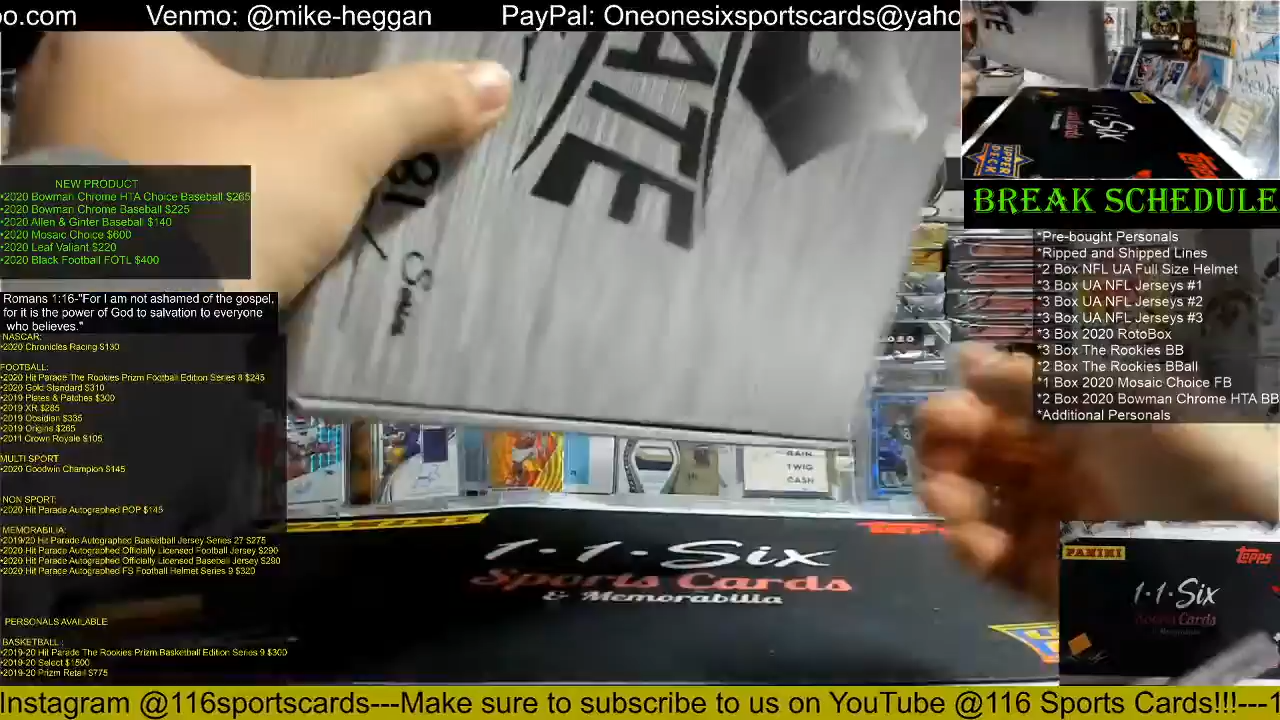 oo.com Venmo: @mike-heggan PayPal: Oneonesixsportscards@yaho
ATE
18
NEW PRODUCT
•2020 Bowman Chrome HTA Choice Baseball $265
•2020 Bowman Chrome Baseball $225
•2020 Allen & Ginter Baseball $140
•2020 Mosaic Choice $600
•2020 Leaf Valiant $220
•2020 Black Football FOTL $400
Romans 1:16-"For I am not ashamed of the gospel,
for it is the power of God to salvation to everyone
who believes."
NASCAR:
•2020 Chronicles Racing $130
FOOTBALL:
•2020 Hit Parade The Rookies Prizm Football Edition Series 8 $245
•2020 Gold Standard $310
•2019 Plates & Patches $300
•2019 XR $285
•2019 Obsidian $335
•2019 Origins $265
•2011 Crown Royale $105
MULTI SPORT
•2020 Goodwin Champion $145
NON SPORT:
•2020 Hit Parade Autographed POP $145
MEMORABILIA:
•2019/20 Hit Parade Autographed Basketball Jersey Series 27 $275
•2020 Hit Parade Autographed Officially Licensed Football Jersey $290
•2020 Hit Parade Autographed Officially Licensed Baseball Jersey $280
•2020 Hit Parade Autographed FS Football Helmet Series 9 $320
PERSONALS AVAILABLE
BASKETBALL :
•2019-20 Hit Parade The Rookies Prizm Basketball Edition Series 9 $300
•2019-20 Select $1500
•2019-20 Prizm Retail $775
RAIN
TWIG
CASH
1·1·Six
Sports Cards
& Memorabilia
1·1·Six
UPPER DECK
topps
BREAK SCHEDULE
*Pre-bought Personals
*Ripped and Shipped Lines
*2 Box NFL UA Full Size Helmet
*3 Box UA NFL Jerseys #1
*3 Box UA NFL Jerseys #2
*3 Box UA NFL Jerseys #3
*3 Box 2020 RotoBox
*3 Box The Rookies BB
*2 Box The Rookies BBall
*1 Box 2020 Mosaic Choice FB
*2 Box 2020 Bowman Chrome HTA BB
*Additional Personals
PANINI
topps
1·1·Six
Sports Cards
Instagram @116sportscards---Make sure to subscribe to us on YouTube @116 Sports Cards!!!---1